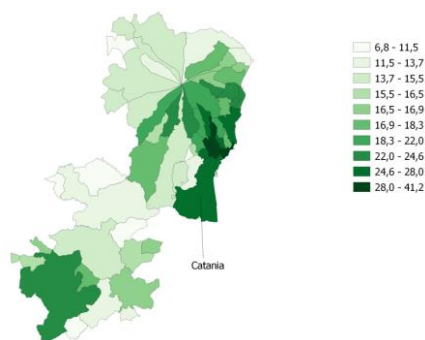 6,8 - 11,5
11,5 - 13,7
13,7 - 15,5
15,5 - 16,5
16,5 - 16,9
16,9 - 18,3
18,3 - 22,0
22,0 - 24,6
24,6 - 28,0
28,0 - 41,2
Catania